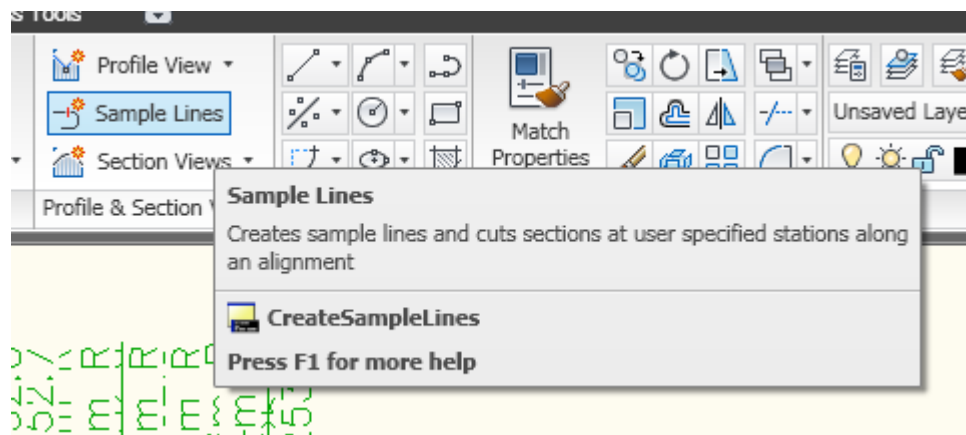 Tools
Profile View
Sample Lines
Match
Properties
Unsaved Laye
Section Views
Profile & Section
Sample Lines
Creates sample lines and cuts sections at user specified stations along
an alignment
CreateSampleLines
Press F1 for more help